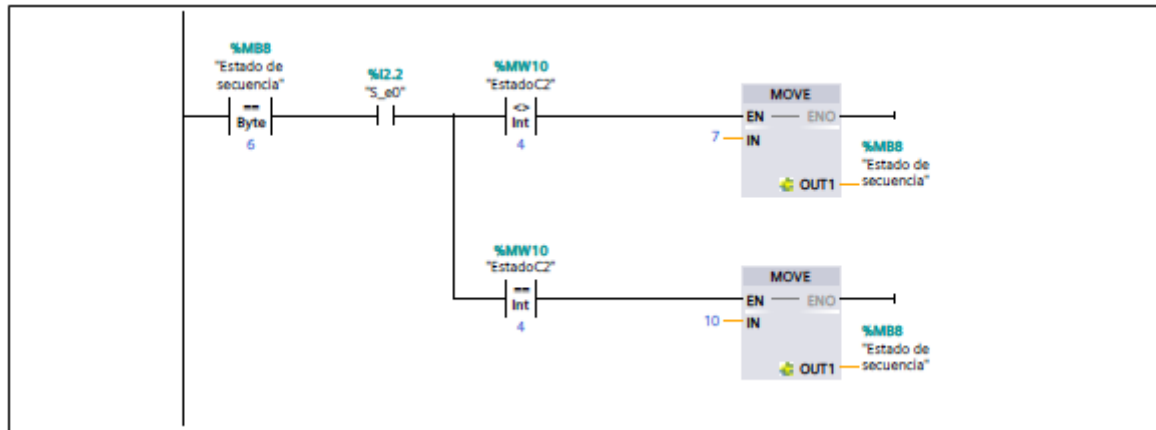 %MB8
"Estado de
secuencia"
==
Byte
6
%I2.2
"S_e0"
%MW10
"EstadoC2"
<>
Int
4
MOVE
EN
ENO
7
IN
OUT1
%MB8
"Estado de
secuencia"
%MW10
"EstadoC2"
==
Int
4
MOVE
EN
ENO
10
IN
OUT1
%MB8
"Estado de
secuencia"